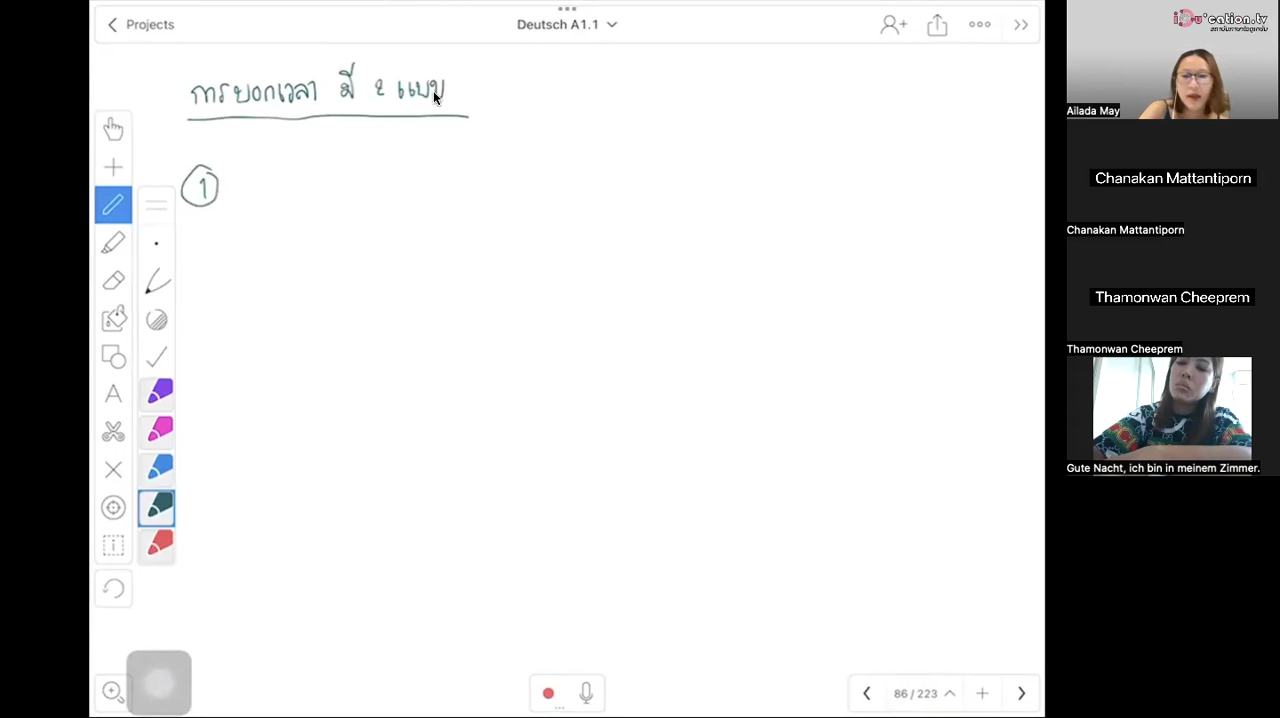 Projects
Deutsch A1.1
การบอกเวลา มี 2 แบบ
1
A
86 / 223
Ailada May
Chanakan Mattantiporn
Chanakan Mattantiporn
Thamonwan Cheeprem
Thamonwan Cheeprem
Gute Nacht, ich bin in meinem Zimmer.